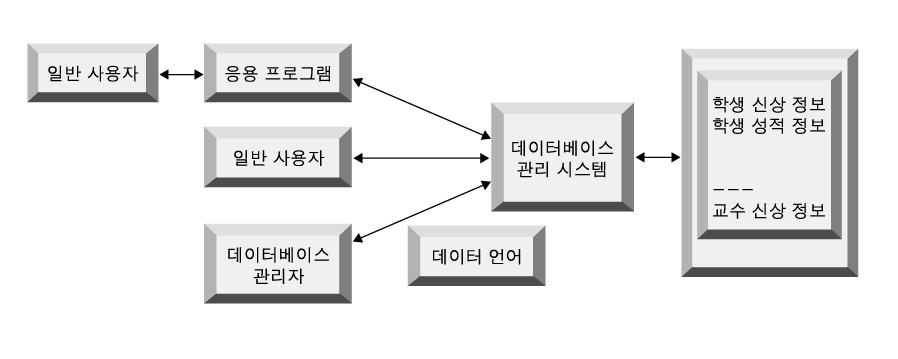 일반 사용자
응용 프로그램
일반 사용자
데이터베이스
관리자
데이터 언어
데이터베이스
관리 시스템
학생 신상 정보
학생 성적 정보
_ _ _
교수 신상 정보